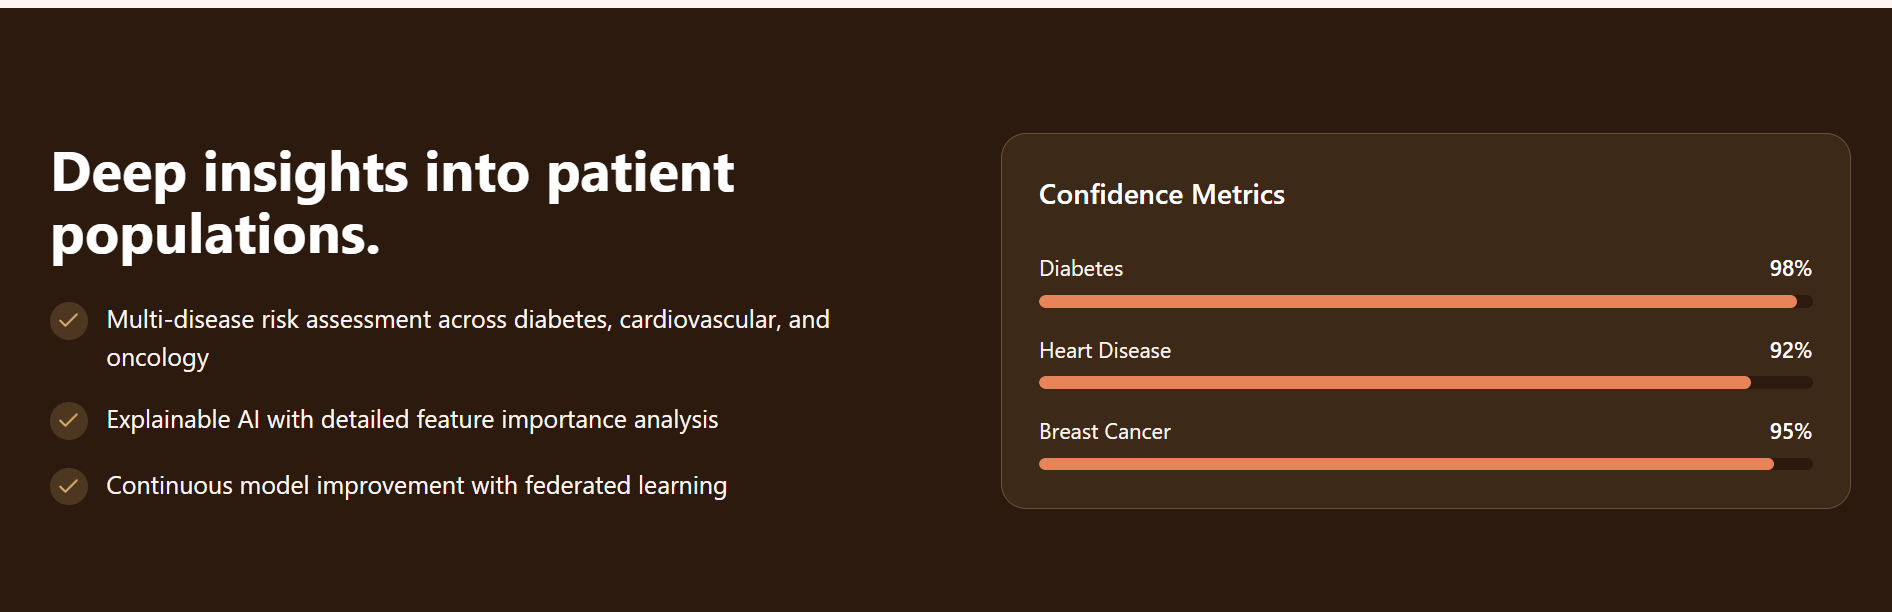 Deep insights into patient
populations.
Multi-disease risk assessment across diabetes, cardiovascular, and
oncology
Explainable AI with detailed feature importance analysis
Continuous model improvement with federated learning
Confidence Metrics
Diabetes 98%
Heart Disease 92%
Breast Cancer 95%